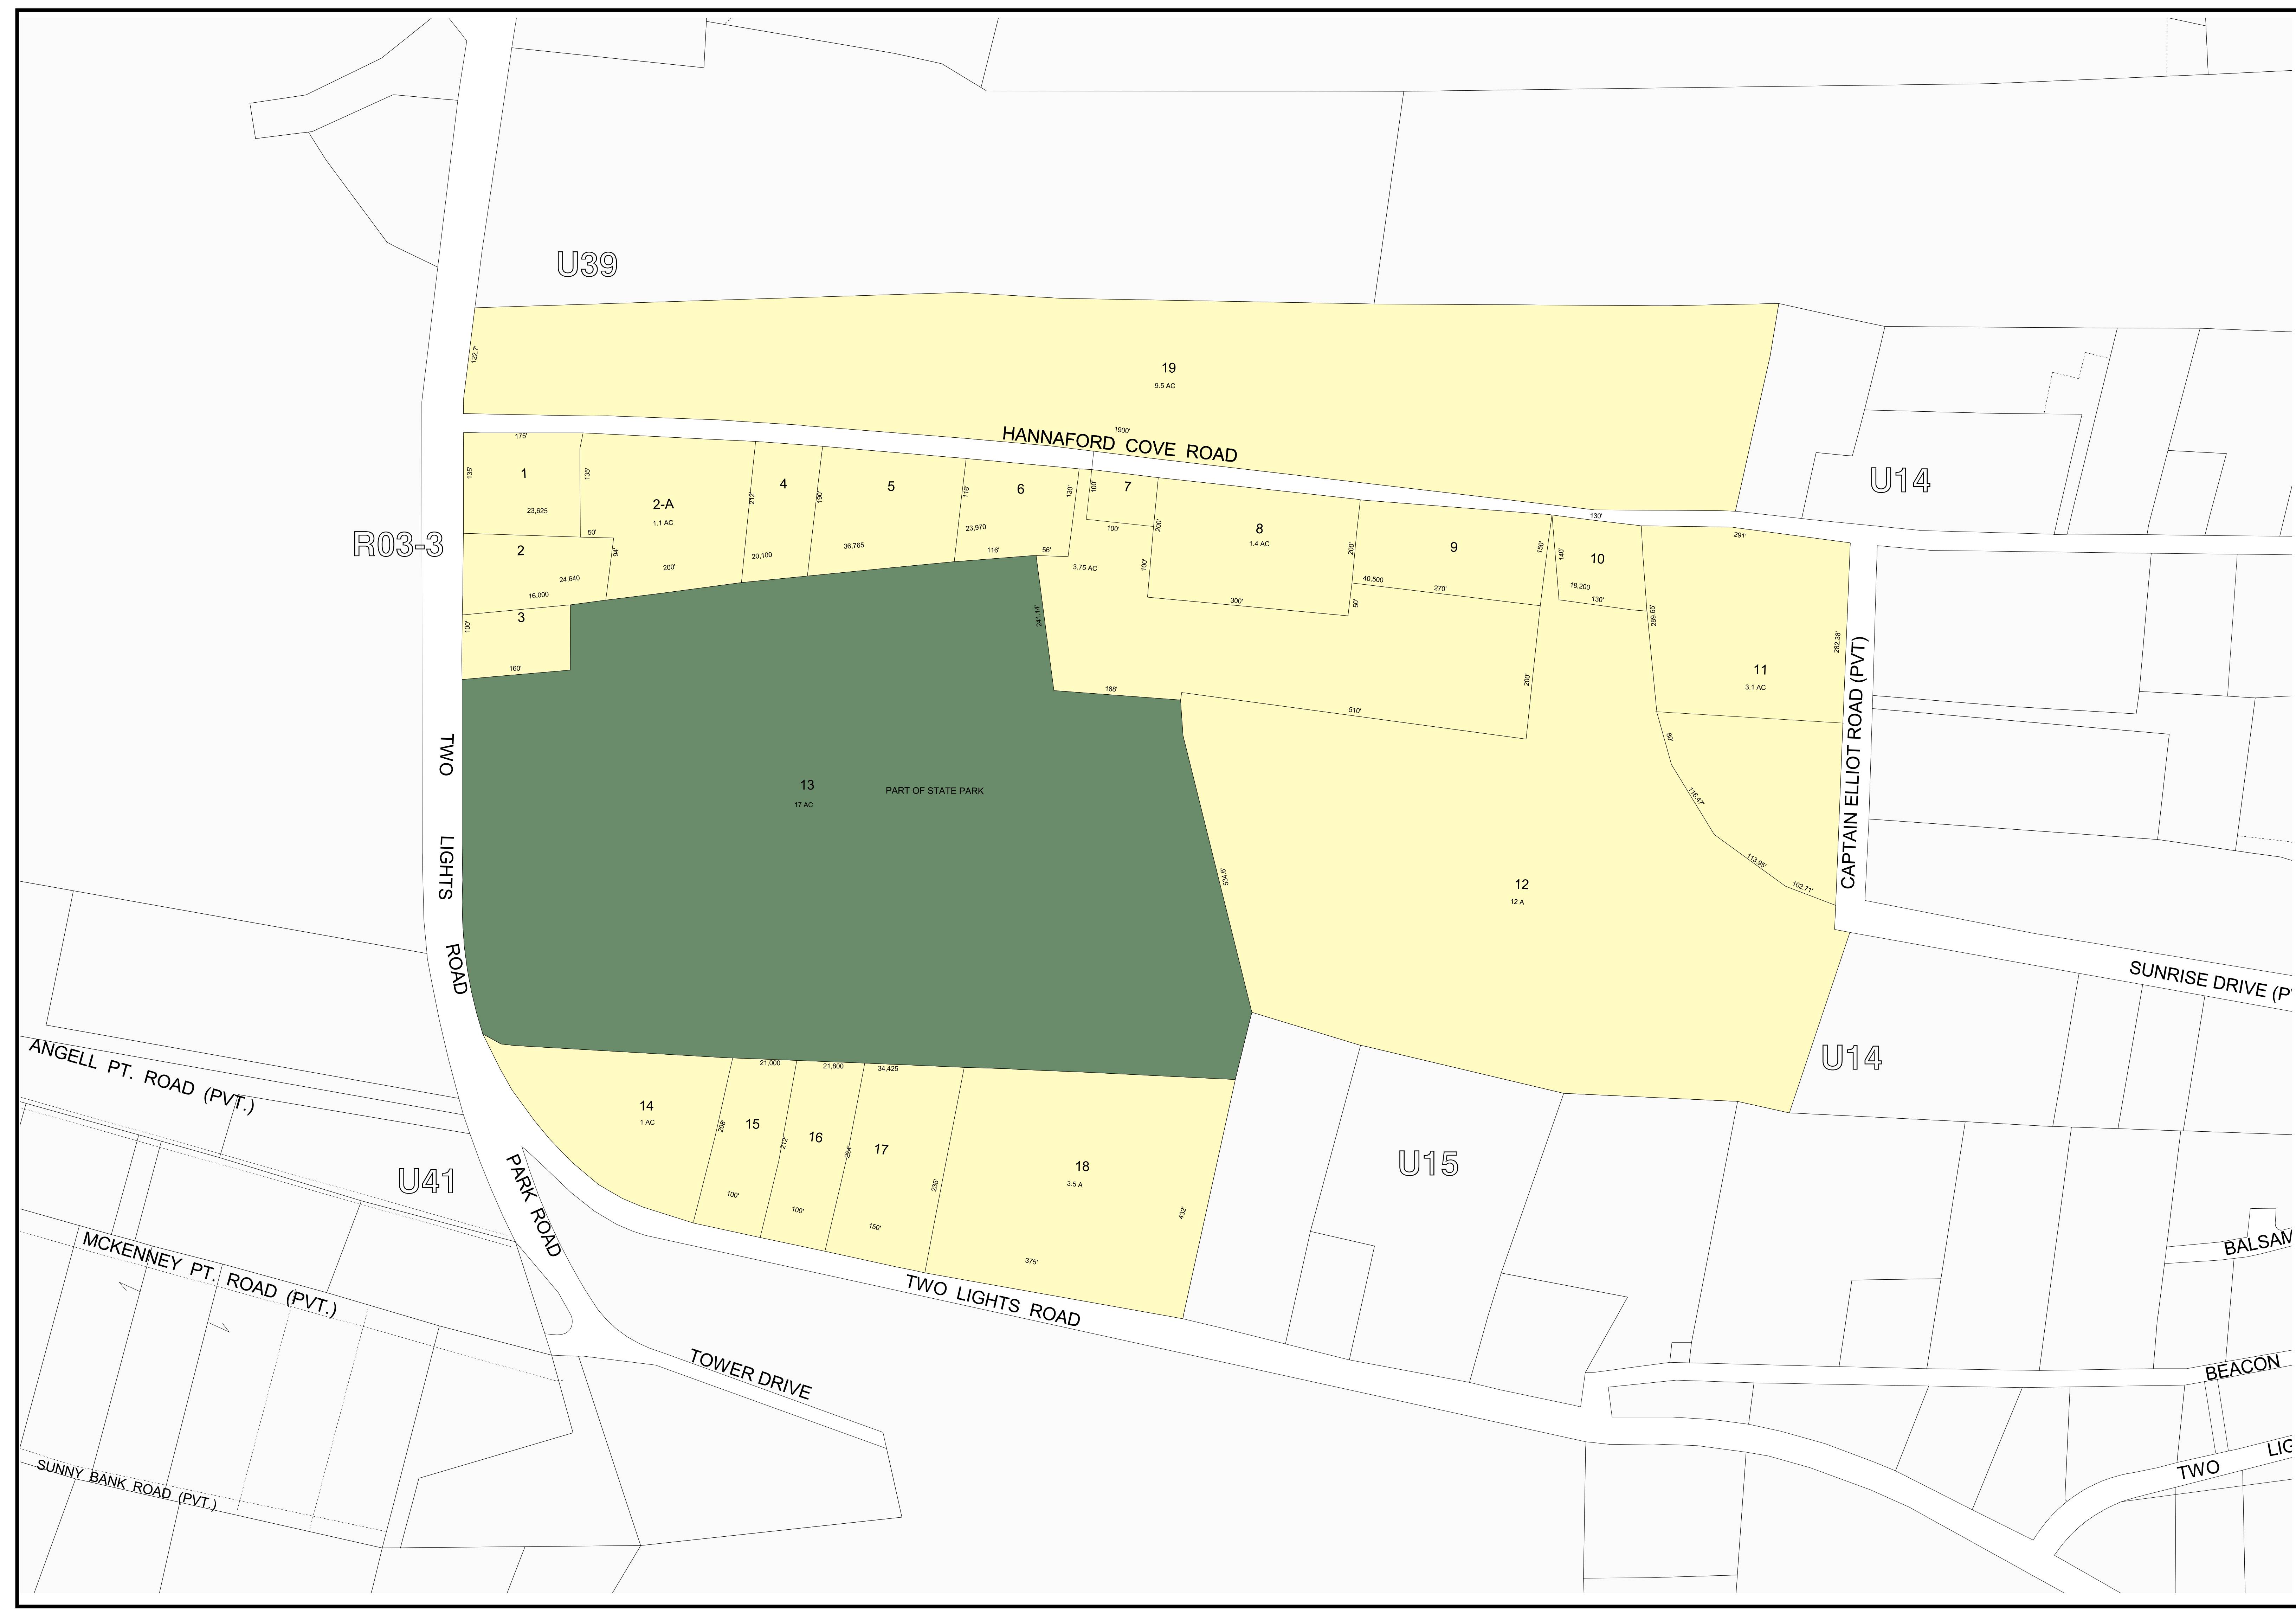 U39
122.7'
19
9.5 AC
1900'
HANNAFORD COVE ROAD
U14
R03-3
175'
135'
1
23,625
135'
50'
2
24,640
94'
16,000
3
100'
160'
2-A
1.1 AC
200'
212'
4
20,100
190'
5
36,765
116'
6
23,970
116'
130'
56'
100'
7
100'
200'
100'
3.75 AC
8
1.4 AC
300'
200'
50'
9
40,500
270'
150'
200'
510'
130'
140'
10
18,200
130'
291'
289.65'
11
3.1 AC
282.38'
80'
116.47'
113.95'
102.71'
CAPTAIN ELLIOT ROAD (PVT)
241.14'
188'
13
17 AC
PART OF STATE PARK
534.6'
12
12 A
TWO LIGHTS ROAD
SUNRISE DRIVE (P
U14
ANGELL PT. ROAD (PVT.)
14
1 AC
21,000
208'
15
100'
21,800
212'
16
100'
34,425
224'
17
150'
235'
18
3.5 A
375'
432'
U15
U41
PARK ROAD
MCKENNEY PT. ROAD (PVT.)
TWO LIGHTS ROAD
TOWER DRIVE
SUNNY BANK ROAD (PVT.)
BALSAM
BEACON
TWO LIG